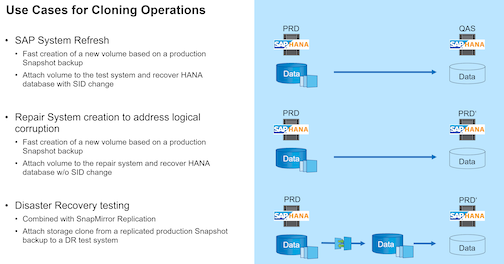 Use Cases for Cloning Operations
• SAP System Refresh
• Fast creation of a new volume based on a production
Snapshot backup
• Attach volume to the test system and recover HANA
database with SID change
• Repair System creation to address logical
corruption
• Fast creation of a new volume based on a production
Snapshot backup
• Attach volume to the repair system and recover HANA
database w/o SID change
• Disaster Recovery testing
• Combined with SnapMirror Replication
• Attach storage clone from a replicated production Snapshot
backup to a DR test system
PRD
QAS
SAP HANA
SAP HANA
Data
Data
PRD
PRD'
SAP HANA
SAP HANA
Data
Data
PRD
PRD'
SAP HANA
SAP HANA
Data
Data
Data